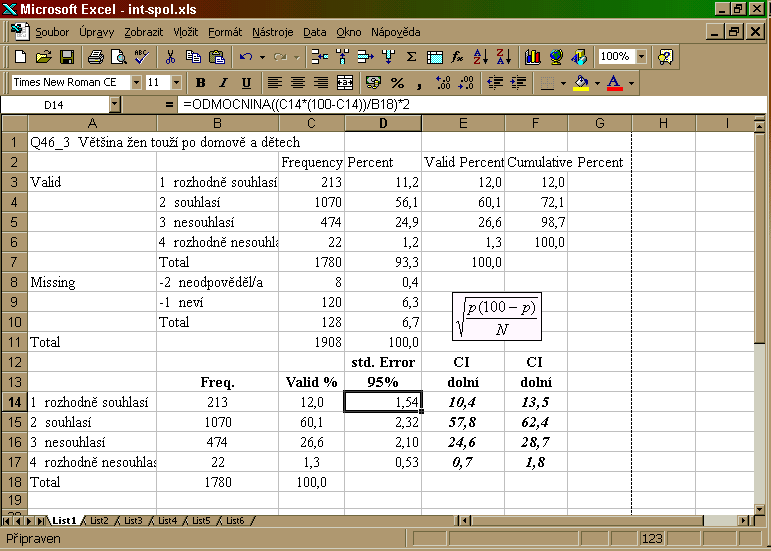 Microsoft Excel - int-spol.xls
Soubor Úpravy Zobrazit Vložit Formát Nástroje Data Okno Nápověda
100%
Times New Roman CE 11 B I U % ,
D14 = =ODMOCNINA((C14*(100-C14))/B18)*2
A B C D E F G H I
1 Q46_3 Většina žen touží po domově a dětech
2 Frequency Percent Valid Percent Cumulative Percent
3 Valid 1 rozhodně souhlasí 213 11,2 12,0 12,0
4 2 souhlasí 1070 56,1 60,1 72,1
5 3 nesouhlasí 474 24,9 26,6 98,7
6 4 rozhodně nesouhla 22 1,2 1,3 100,0
7 Total 1780 93,3 100,0
8 Missing -2 neodpověděl/a 8 0,4
9 -1 neví 120 6,3
10 Total 128 6,7
√(p(100 − p)/N)
11 Total 1908 100,0
12 std. Error CI CI
13 Freq. Valid % 95% dolní dolní
14 1 rozhodně souhlasí 213 12,0 1,54 10,4 13,5
15 2 souhlasí 1070 60,1 2,32 57,8 62,4
16 3 nesouhlasí 474 26,6 2,10 24,6 28,7
17 4 rozhodně nesouhlas 22 1,3 0,53 0,7 1,8
18 Total 1780 100,0
19
List1 List2 List3 List4 List5 List6
Připraven 123